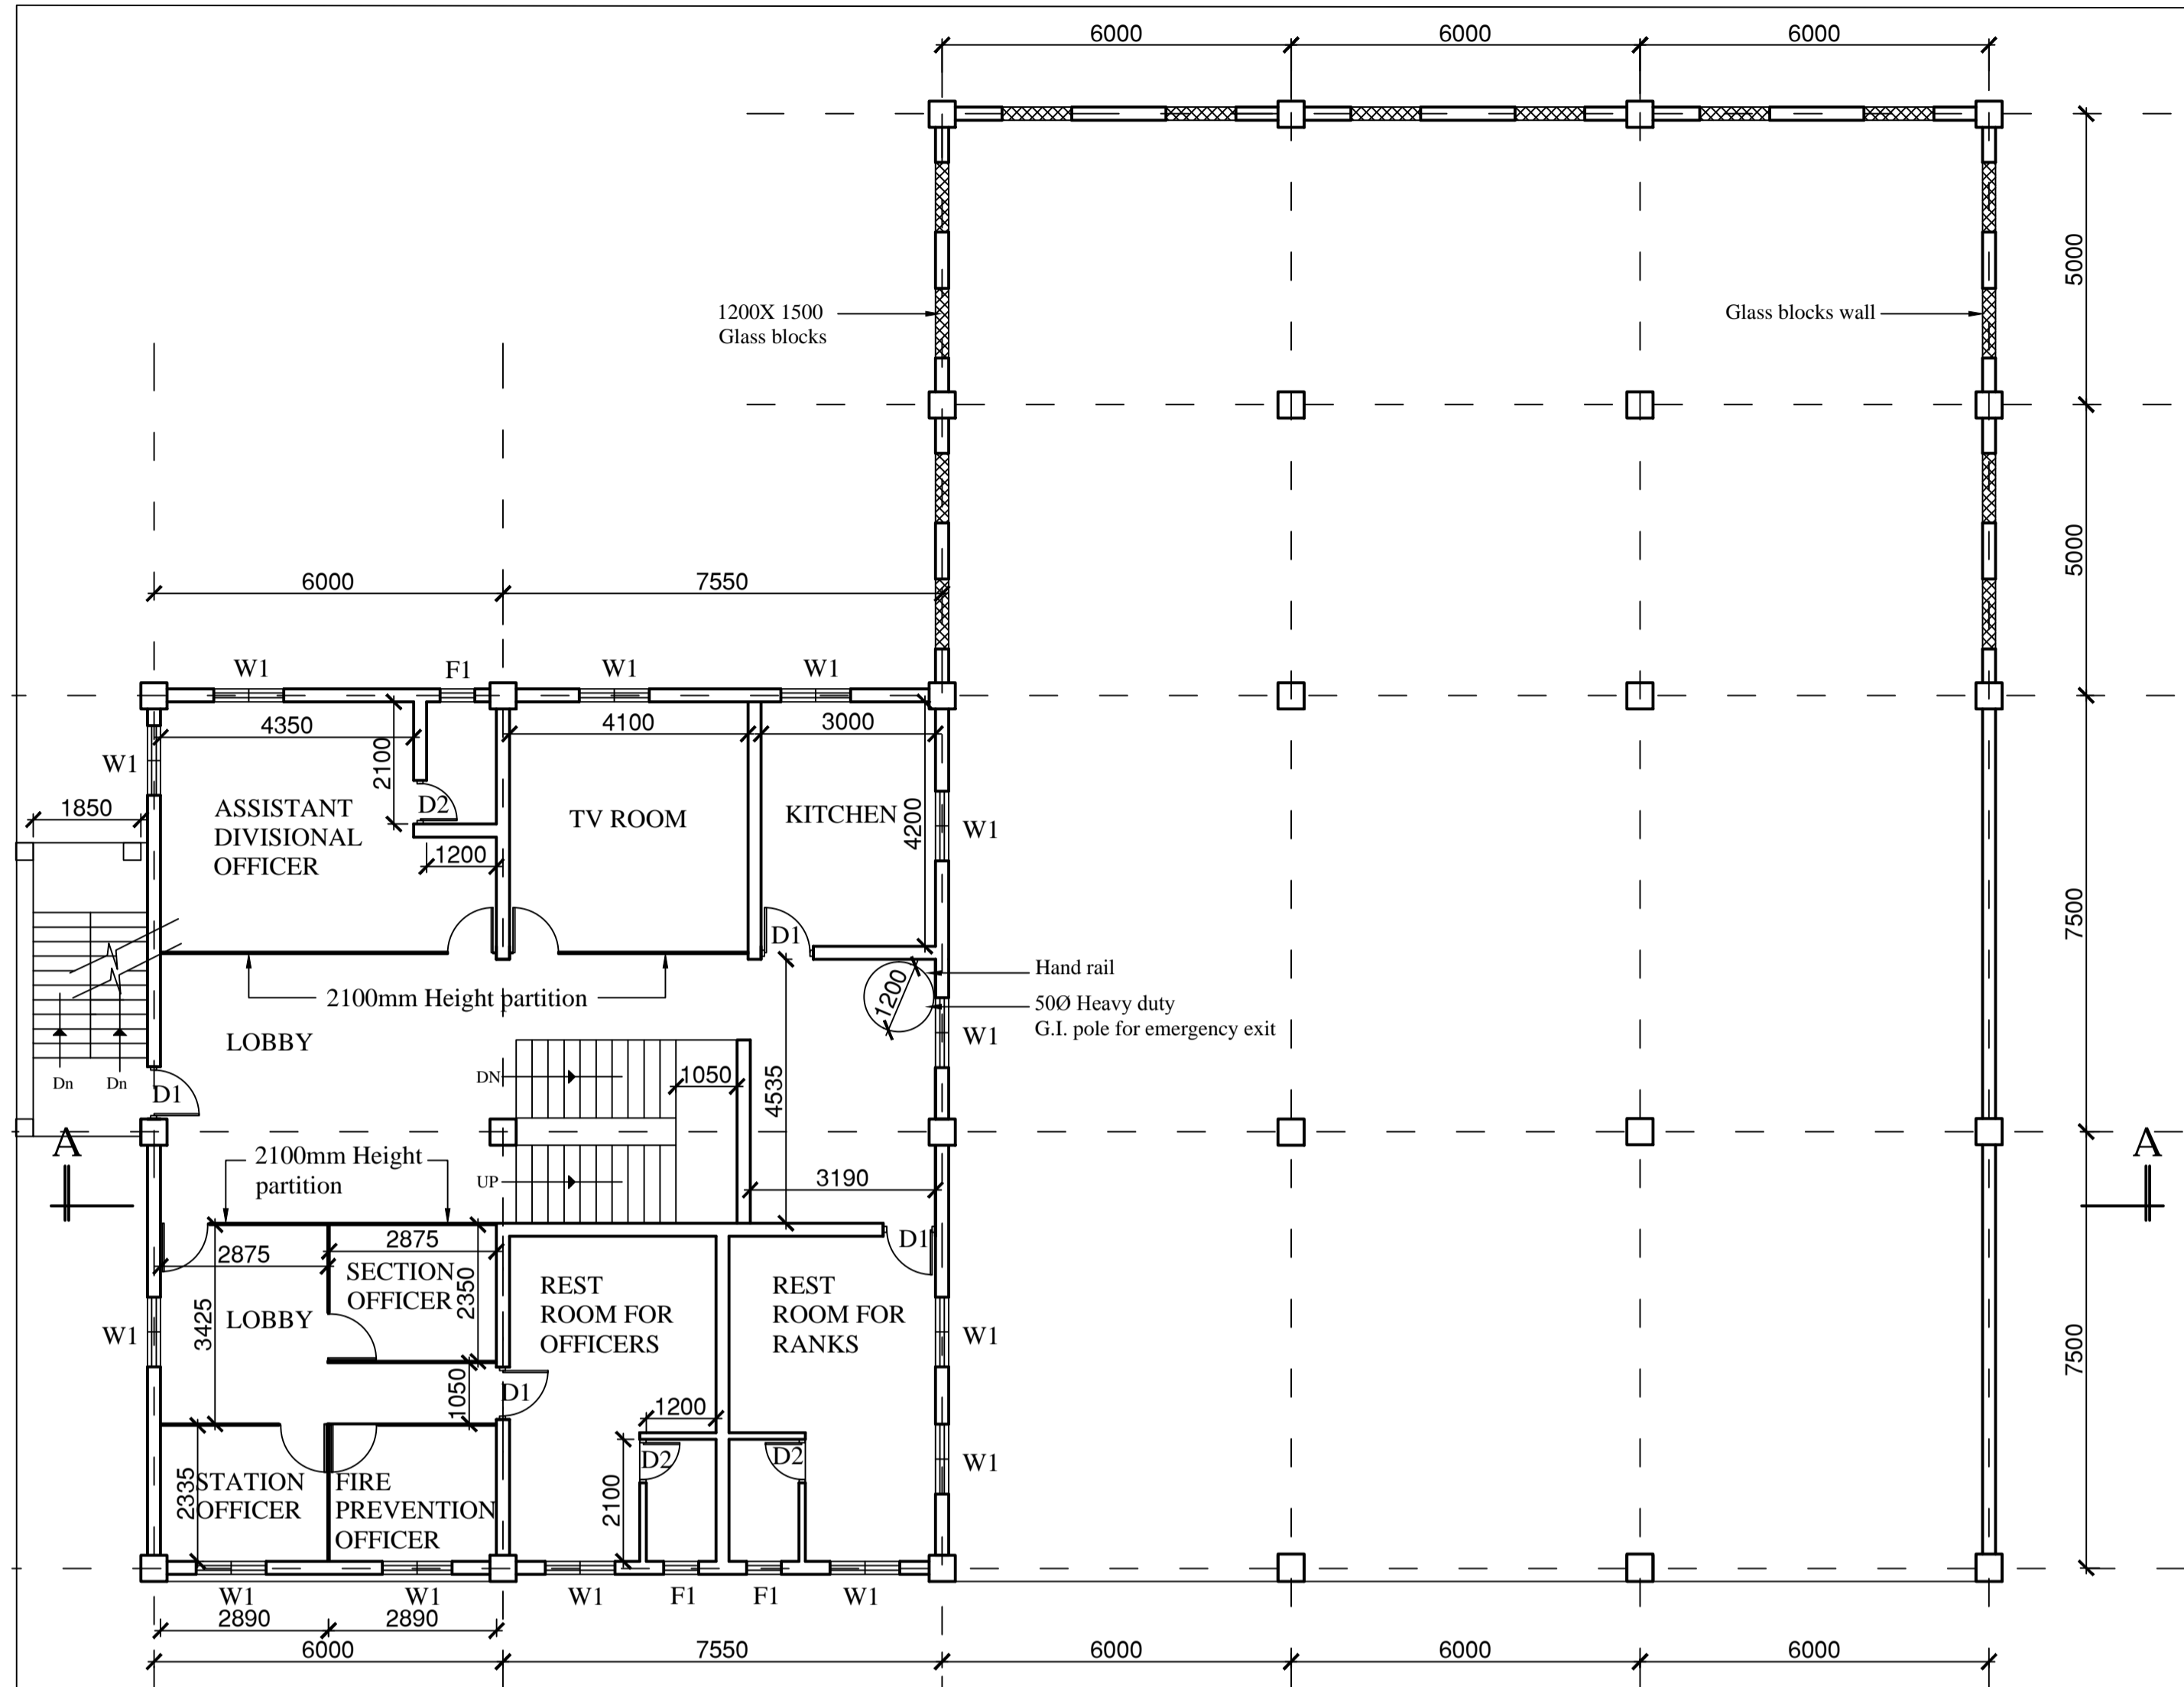 6000
6000
6000
5000
1200X 1500
Glass blocks
Glass blocks wall
5000
6000
7550
W1
F1
W1
W1
4350
4100
3000
2100
W1
D2
1850
ASSISTANT
DIVISIONAL
OFFICER
TV ROOM
KITCHEN
4200
W1
1200
7500
D1
Hand rail
1200
50Ø Heavy duty
G.I. pole for emergency exit
2100mm Height partition
W1
LOBBY
DN
1050
4535
Dn
Dn
D1
A
A
2100mm Height
partition
UP
3190
2875
2875
D1
SECTION
OFFICER
2350
REST
ROOM FOR
OFFICERS
REST
ROOM FOR
RANKS
3425
LOBBY
W1
W1
7500
1050
D1
1200
D2
D2
W1
2335
STATION
OFFICER
FIRE
PREVENTION
OFFICER
2100
W1
W1
W1
F1
F1
W1
2890
2890
6000
7550
6000
6000
6000